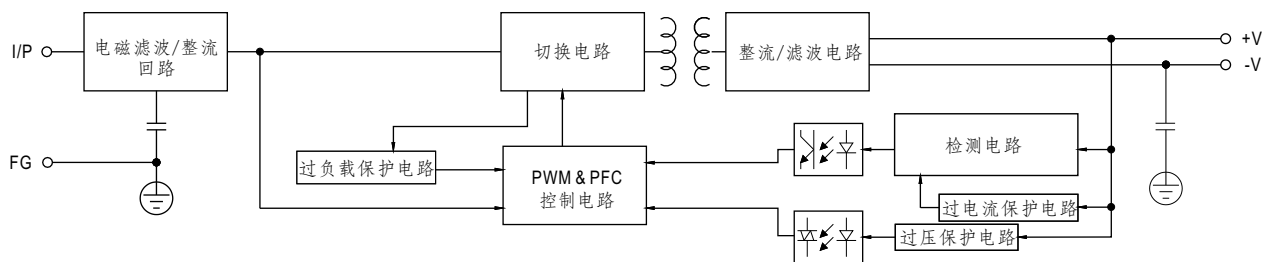 I/P
电磁滤波/整流
回路
切换电路
整流/滤波电路
+V
-V
FG
过负载保护电路
PWM & PFC
控制电路
检测电路
过电流保护电路
过压保护电路